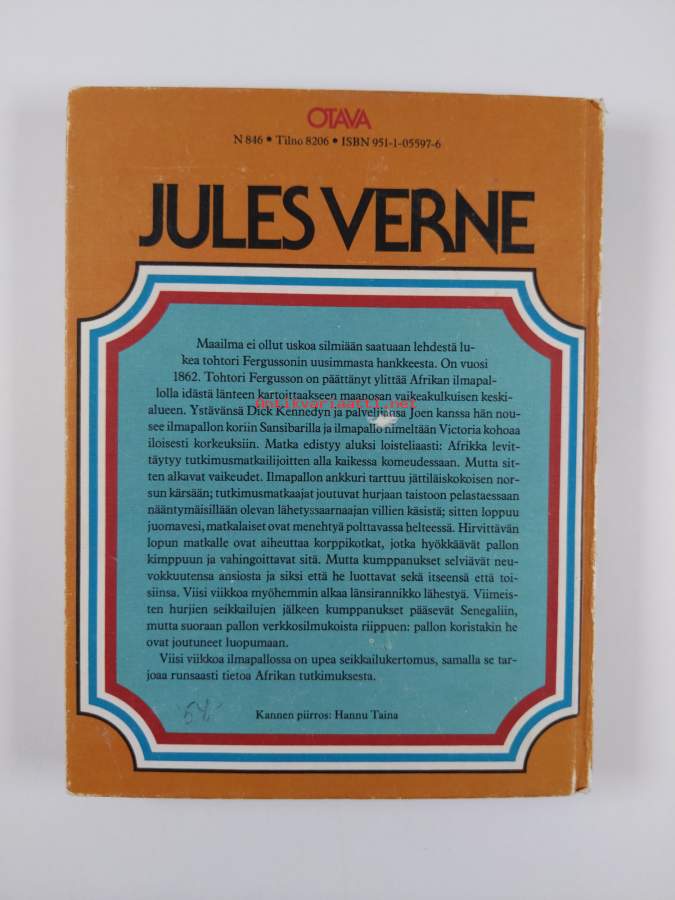 OTAVA
N 846 • Tilno 8206 • ISBN 951-1-05597-6
JULES VERNE
Maailma ei ollut uskoa silmiään saatuaan lehdestä lu-
kea tohtori Fergussonin uusimmasta hankkeesta. On vuosi
1862. Tohtori Fergusson on päättänyt ylittää Afrikan ilmapal-
lolla idästä länteen kartoittaakseen maanosan vaikeakulkuisen keski-
antikvariaatti.net
alueen. Ystävänsä Dick Kennedyn ja palvelijansa Joen kanssa hän nou-
see ilmapallon koriin Sansibarilla ja ilmapallo nimeltään Victoria kohoaa
iloisesti korkeuksiin. Matka edistyy aluksi loisteliaasti: Afrikka levit-
täytyy tutkimusmatkailijoitten alla kaikessa komeudessaan. Mutta sit-
ten alkavat vaikeudet. Ilmapallon ankkuri tarttuu jättiläiskokoisen nor-
sun kärsään; tutkimusmatkaajat joutuvat hurjaan taistoon pelastaessaan
nääntymäisillään olevan lähetyssaarnaajan villien käsistä; sitten loppuu
juomavesi, matkalaiset ovat menehtyä polttavassa helteessä. Hirvittävän
lopun matkalle ovat aiheuttaa korppikotkat, jotka hyökkäävät pallon
kimppuun ja vahingoittavat sitä. Mutta kumppanukset selviävät neu-
vokkuutensa ansiosta ja siksi että he luottavat sekä itseensä että toi-
siinsa. Viisi viikkoa myöhemmin alkaa länsirannikko lähestyä. Viimeis-
ten hurjien seikkailujen jälkeen kumppanukset pääsevät Senegaliin,
mutta suoraan pallon verkkosilmukoista riippuen: pallon koristakin he
ovat joutuneet luopumaan.
Viisi viikkoa ilmapallossa on upea seikkailukertomus, samalla se tar-
joaa runsaasti tietoa Afrikan tutkimuksesta.
Kannen piirros: Hannu Taina